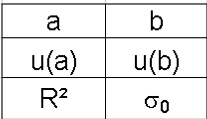 a b
u(a) u(b)
R² σ₀